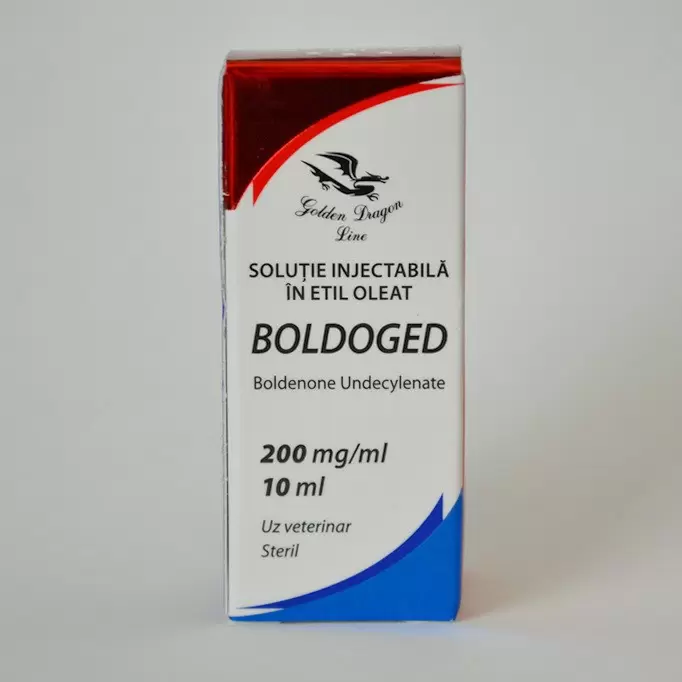 Golden Dragon
Line
SOLUȚIE INJECTABILĂ
ÎN ETIL OLEAT
BOLDOGED
Boldenone Undecylenate
200 mg/ml
10 ml
Uz veterinar
Steril